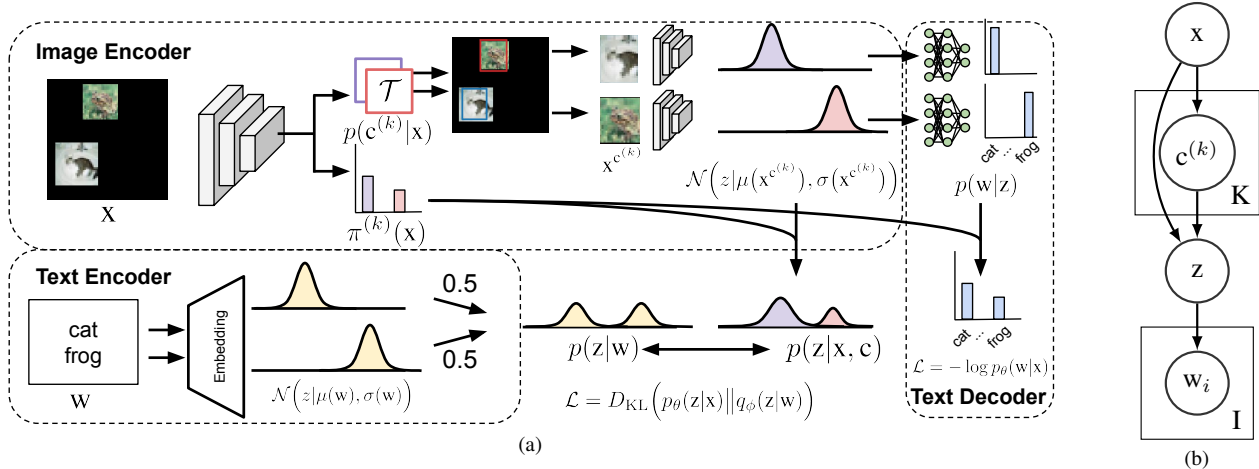 Image Encoder
x
𝒯
p(c^(k)|x)
π^(k)(x)
x^c^(k)
𝒩(z|μ(x^c^(k)), σ(x^c^(k)))
cat ... frog
p(w|z)
Text Encoder
cat
frog
w
Embedding
𝒩(z|μ(w), σ(w))
0.5
0.5
p(z|w)
p(z|x, c)
ℒ = D_KL(p_θ(z|x)||q_ϕ(z|w))
cat ... frog
ℒ = − log p_θ(w|x)
Text Decoder
(a)
x
c^(k)
K
z
w_i
I
(b)